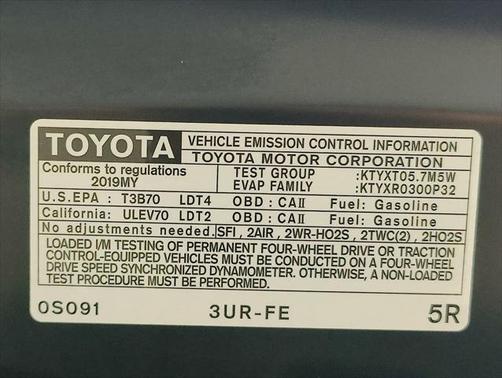 TOYOTA VEHICLE EMISSION CONTROL INFORMATION
TOYOTA MOTOR CORPORATION
Conforms to regulations TEST GROUP :KTYXT05.7M5W
2019MY EVAP FAMILY :KTYXR0300P32
U.S.EPA : T3B70 LDT4 OBD : CAII Fuel: Gasoline
California: ULEV70 LDT2 OBD : CAII Fuel: Gasoline
No adjustments needed. SFI , 2AIR , 2WR-HO2S , 2TWC(2) , 2HO2S
LOADED I/M TESTING OF PERMANENT FOUR-WHEEL DRIVE OR TRACTION
CONTROL-EQUIPPED VEHICLES MUST BE CONDUCTED ON A FOUR-WHEEL
DRIVE SPEED SYNCHRONIZED DYNAMOMETER. OTHERWISE, A NON-LOADED
TEST PROCEDURE MUST BE PERFORMED.
0S091 3UR-FE 5R